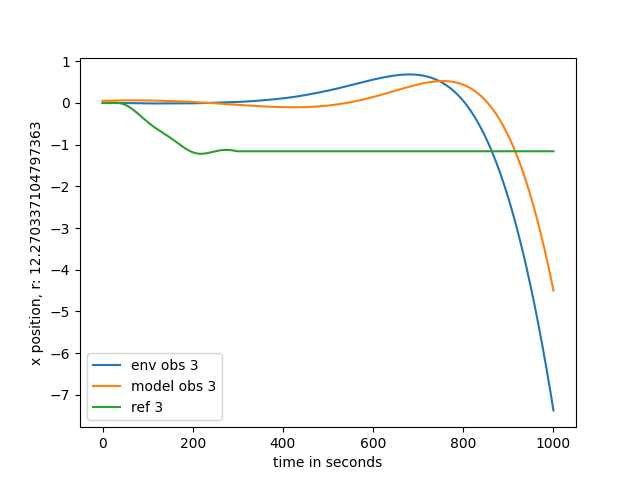 1
0
−1
−2
−3
−4
−5
−6
−7
x position, r: 12.270337104797363
env obs 3
model obs 3
ref 3
0 200 400 600 800 1000
time in seconds